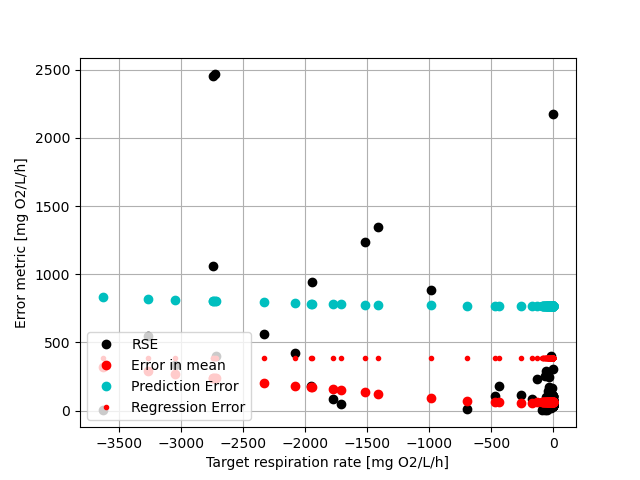 2500
2000
1500
1000
500
0
Error metric [mg O2/L/h]
RSE
Error in mean
Prediction Error
Regression Error
−3500
−3000
−2500
−2000
−1500
−1000
−500
0
Target respiration rate [mg O2/L/h]